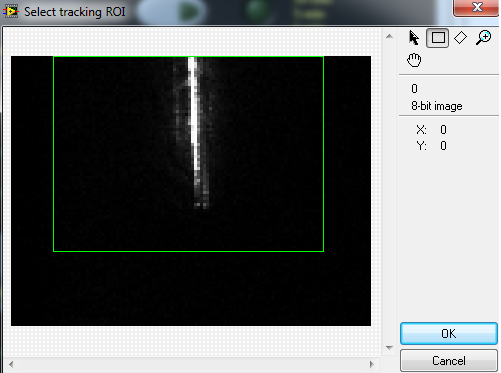 Select tracking ROI
0
8-bit image
X: 0
Y: 0
OK
Cancel